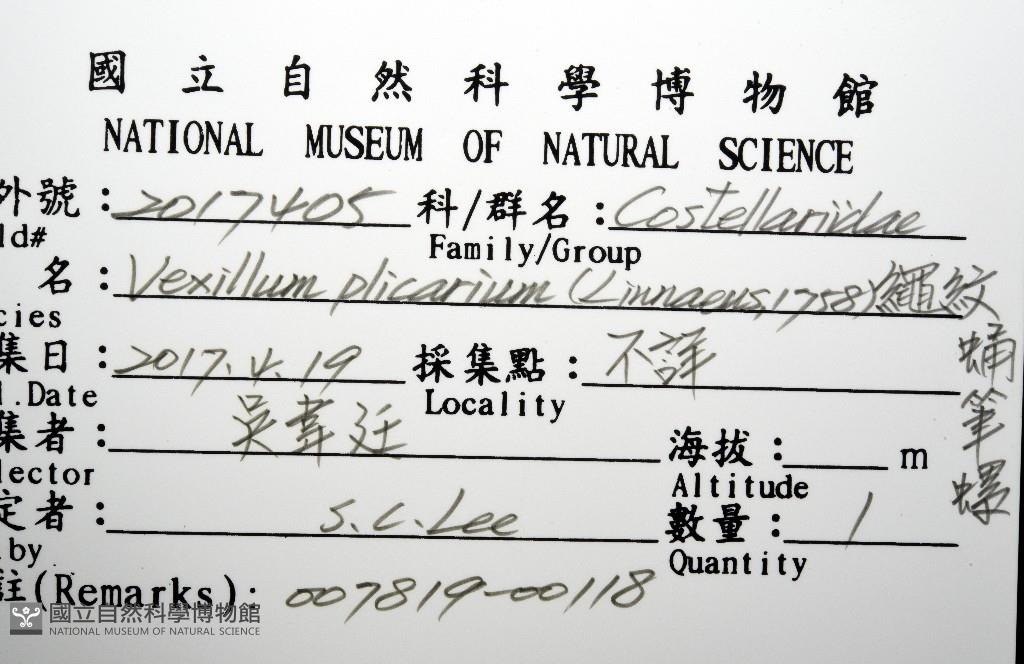 國立自然科學博物館
NATIONAL MUSEUM OF NATURAL SCIENCE
外號：2017405 科/群名：Costellariidae
ld# Family/Group
名：Vexillum plicarium (Linnaeus, 1758) 繩紋蛹筆螺
cies
集日：2017.4.19 採集點：不詳
l.Date Locality
集者：吳韋廷 海拔： m
lector Altitude
定者：S.C.Lee 數量：1
.by Quantity
註(Remarks): 007819-00118
國立自然科學博物館
NATIONAL MUSEUM OF NATURAL SCIENCE